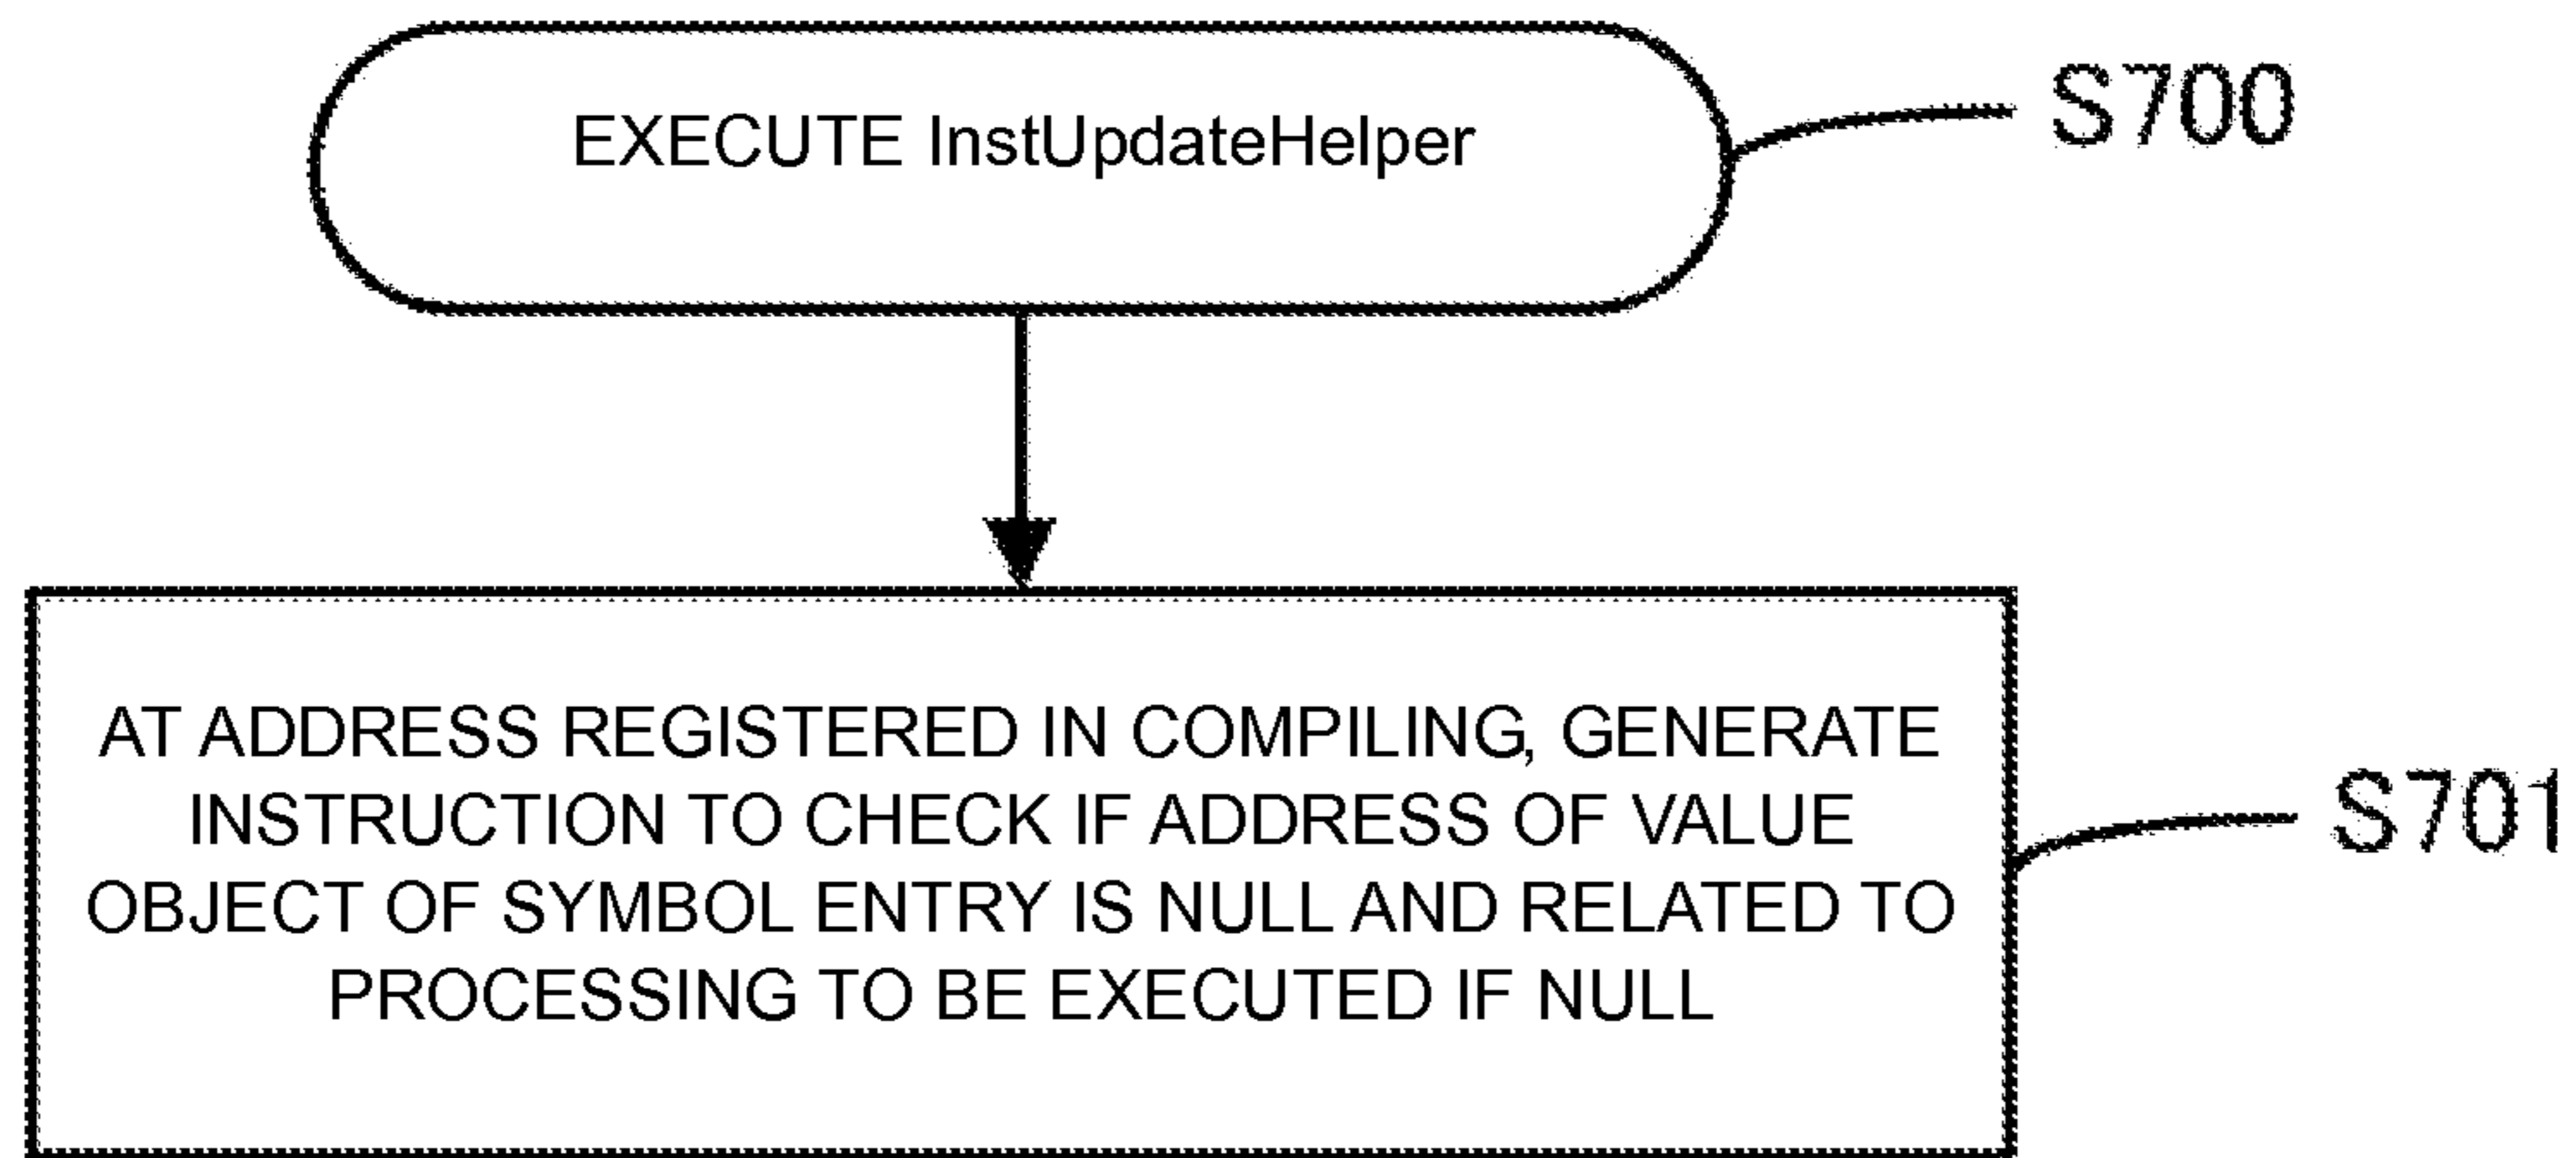 EXECUTE InstUpdateHelper
S700
AT ADDRESS REGISTERED IN COMPILING, GENERATE
INSTRUCTION TO CHECK IF ADDRESS OF VALUE
OBJECT OF SYMBOL ENTRY IS NULL AND RELATED TO
PROCESSING TO BE EXECUTED IF NULL
S701